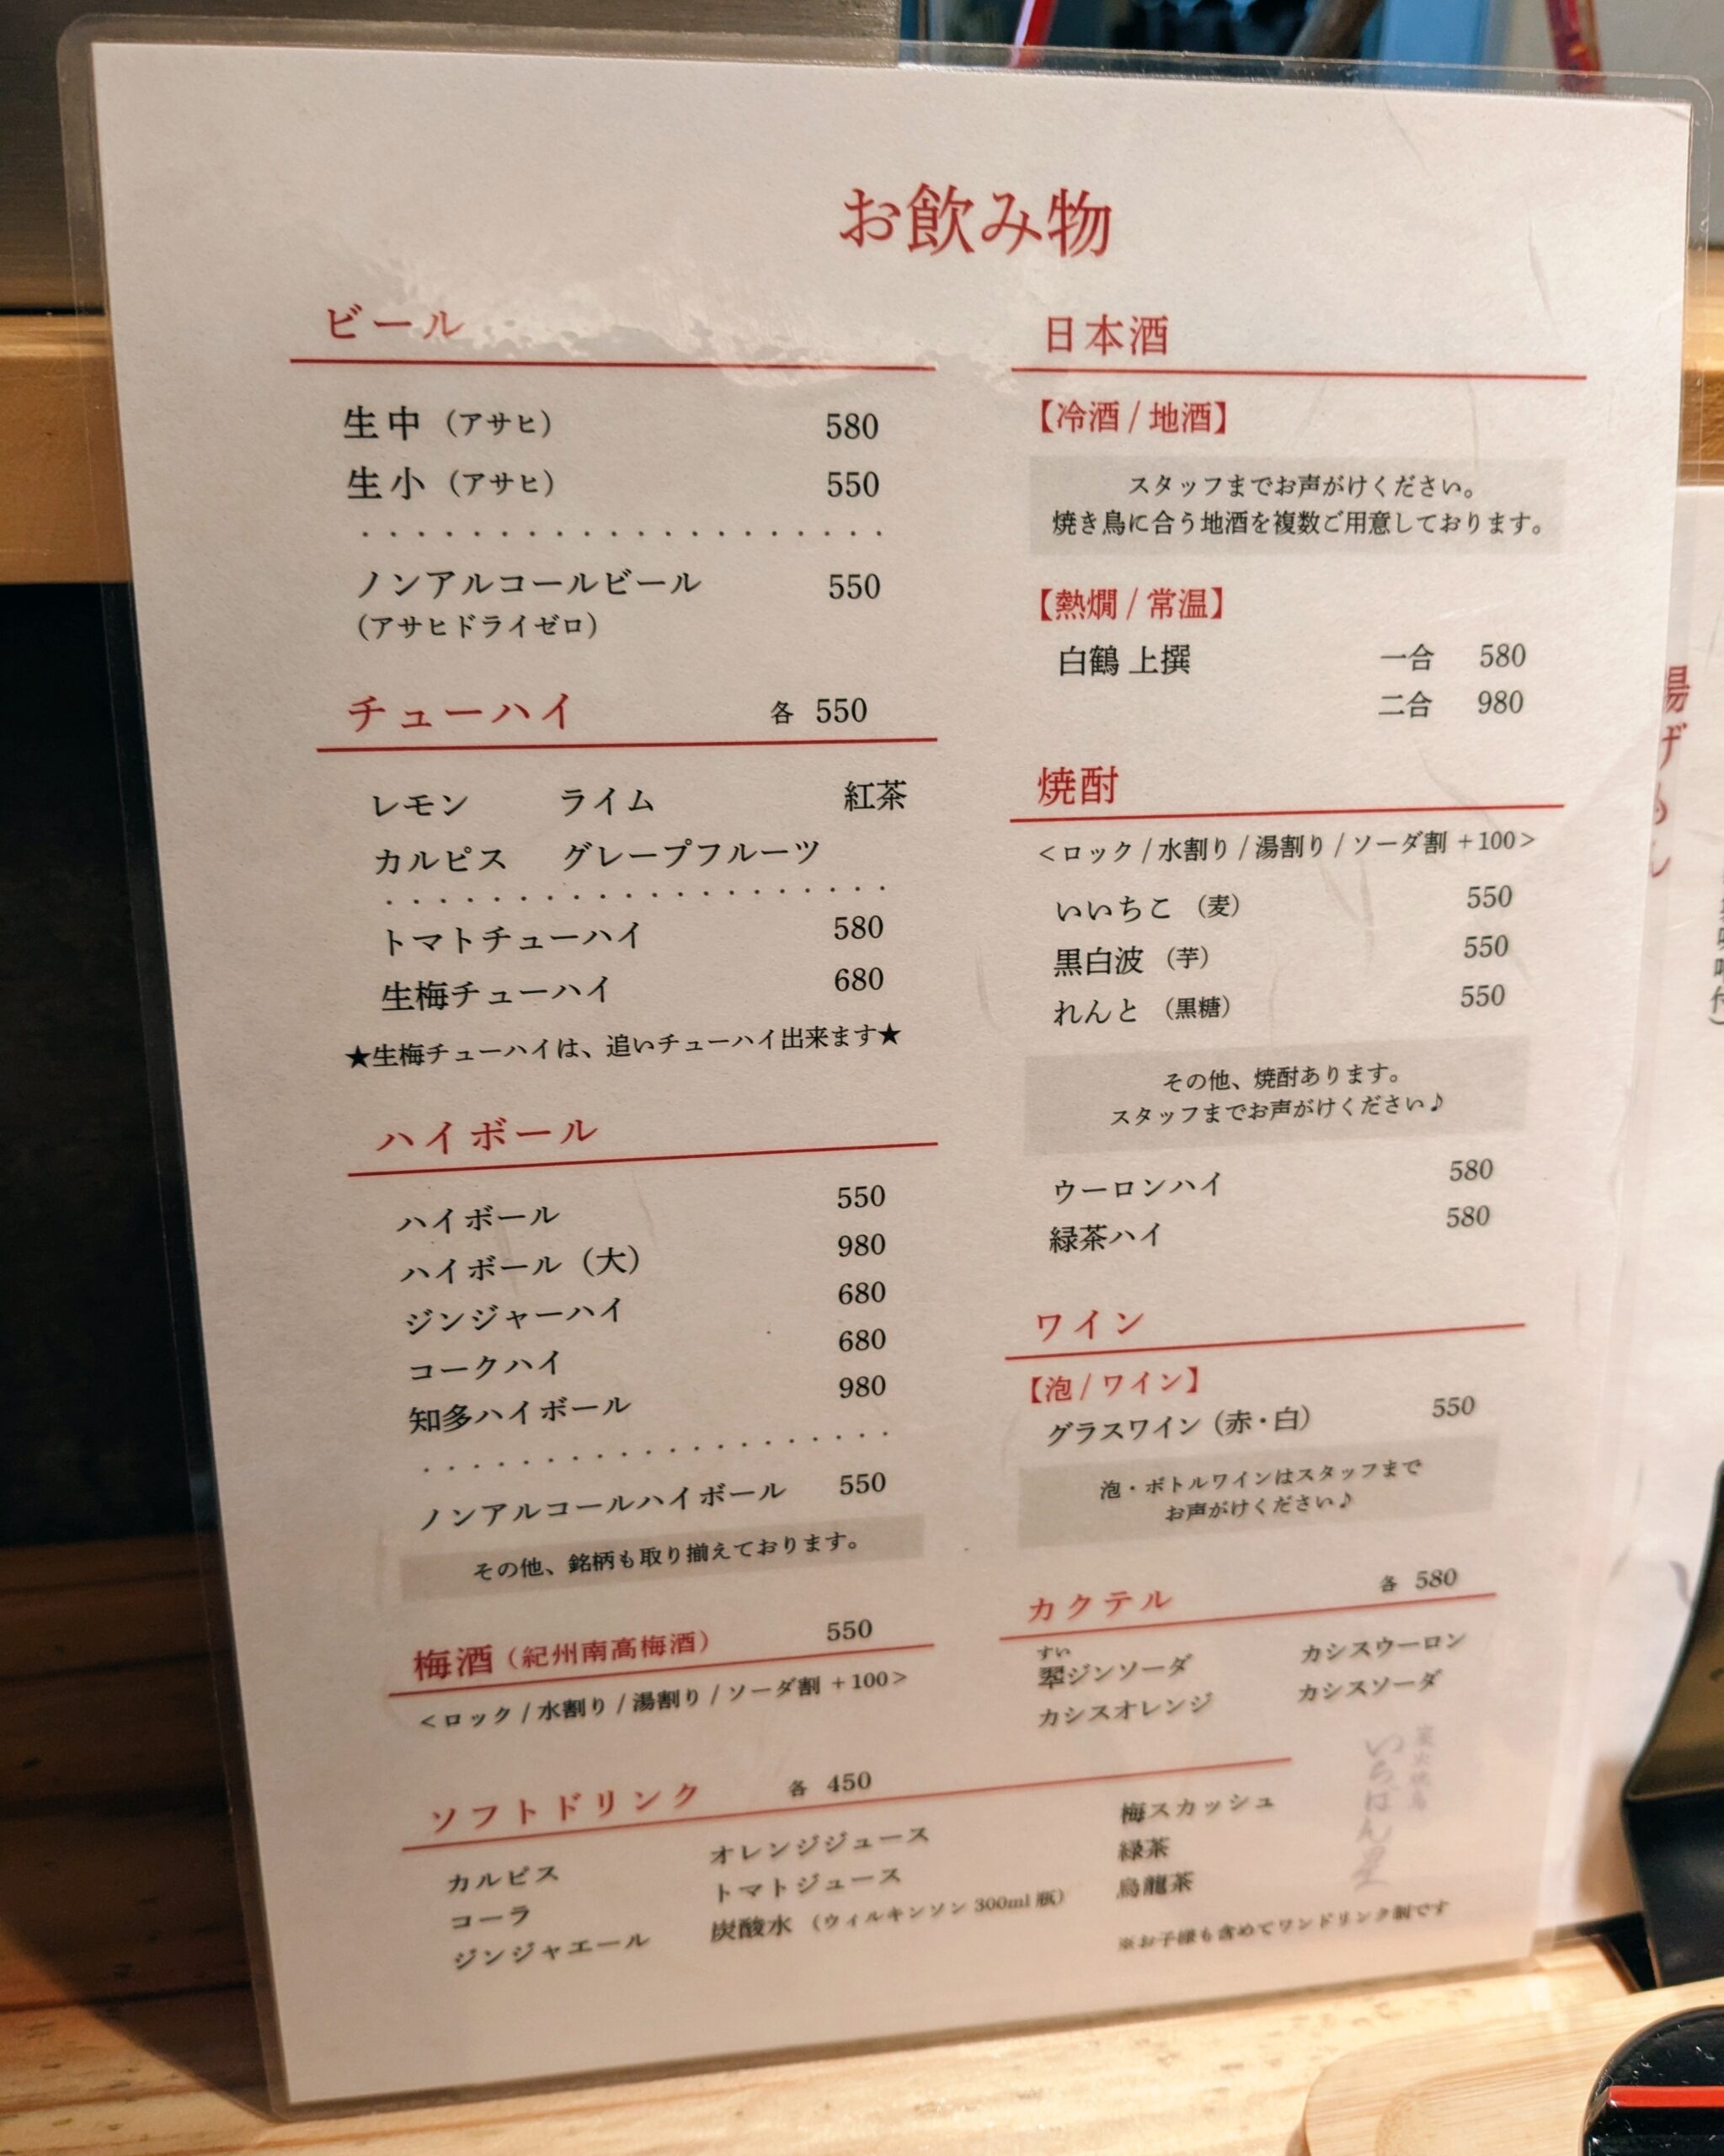 お飲み物
ビール
生中（アサヒ） 580
生小（アサヒ） 550
ノンアルコールビール 550
（アサヒドライゼロ）
チューハイ 各 550
レモン ライム 紅茶
カルピス グレープフルーツ
トマトチューハイ 580
生梅チューハイ 680
★生梅チューハイは、追いチューハイ出来ます★
ハイボール
ハイボール 550
ハイボール（大） 980
ジンジャーハイ 680
コークハイ 680
知多ハイボール 980
ノンアルコールハイボール 550
その他、銘柄も取り揃えております。
梅酒（紀州南高梅酒） 550
＜ロック / 水割り / 湯割り / ソーダ割 +100＞
日本酒
【冷酒 / 地酒】
スタッフまでお声がけください。
焼き鳥に合う地酒を複数ご用意しております。
【熱燗 / 常温】
白鶴 上撰 一合 580
二合 980
焼酎
＜ロック / 水割り / 湯割り / ソーダ割 +100＞
いいちこ（麦） 550
黒白波（芋） 550
れんと（黒糖） 550
その他、焼酎あります。
スタッフまでお声がけください♪
ウーロンハイ 580
緑茶ハイ 580
ワイン
【泡 / ワイン】
グラスワイン（赤・白） 550
泡・ボトルワインはスタッフまで
お声がけください♪
カクテル 各 580
すい
翠ジンソーダ カシスウーロン
カシスオレンジ カシスソーダ
ソフトドリンク 各 450
カルピス オレンジジュース 梅スカッシュ
コーラ トマトジュース 緑茶
ジンジャエール 炭酸水（ウィルキンソン 300ml 瓶） 烏龍茶
※お子様も含めてワンドリンク制です
いちばん星
揚げもん